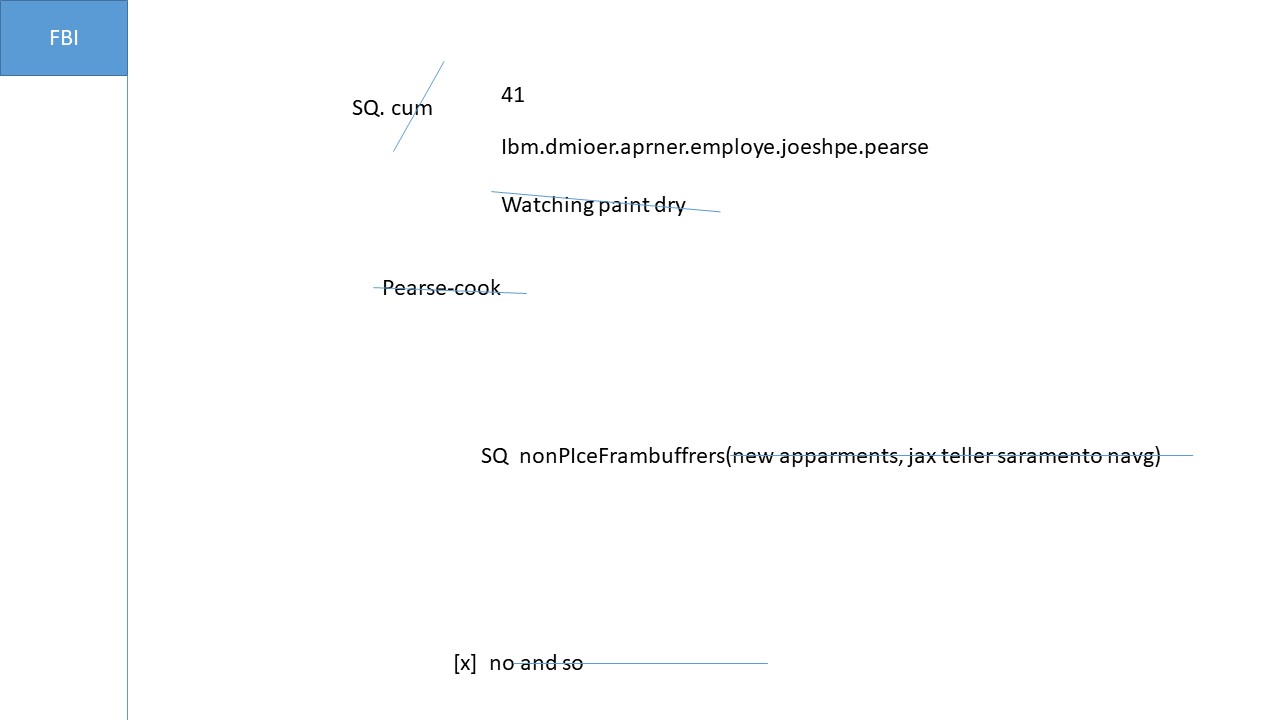 FBI
SQ. cum
41
Ibm.dmioer.aprner.employe.joeshpe.pearse
Watching paint dry
Pearse-cook
SQ nonPIceFrambuffrers(new apparments, jax teller saramento navg)
[x] no and so